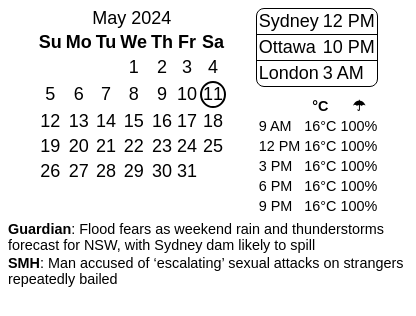 May 2024
Su Mo Tu We Th Fr Sa
1 2 3 4
5 6 7 8 9 10 11
12 13 14 15 16 17 18
19 20 21 22 23 24 25
26 27 28 29 30 31
Sydney 12 PM
Ottawa 10 PM
London 3 AM
°C ☂
9 AM 16°C 100%
12 PM 16°C 100%
3 PM 16°C 100%
6 PM 16°C 100%
9 PM 16°C 100%
Guardian: Flood fears as weekend rain and thunderstorms
forecast for NSW, with Sydney dam likely to spill
SMH: Man accused of ‘escalating’ sexual attacks on strangers
repeatedly bailed